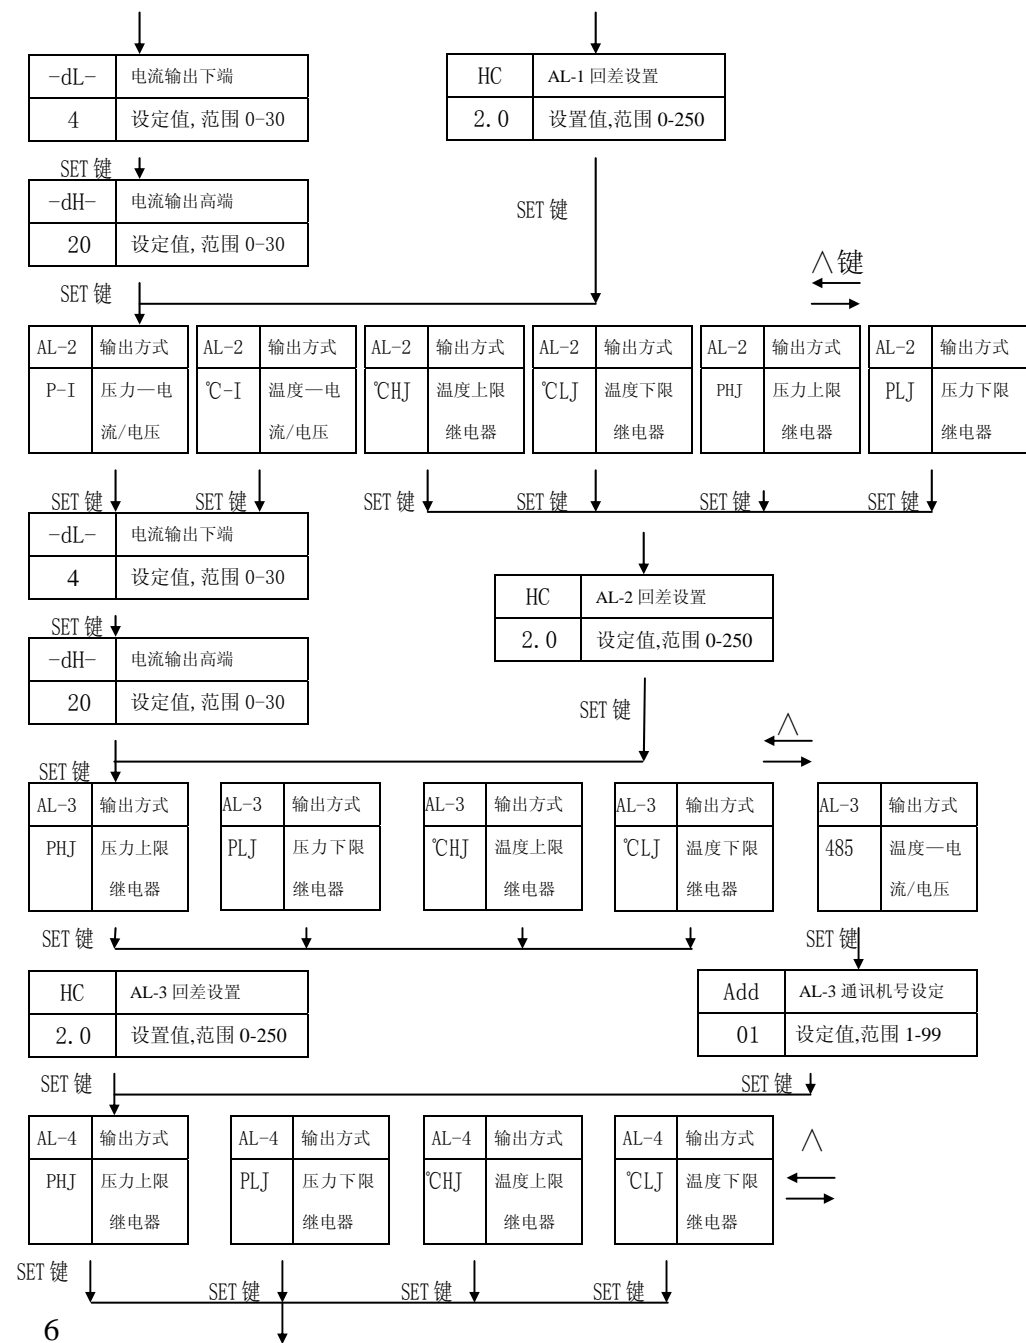 -dL- 电流输出下端
4 设定值,范围 0-30
HC AL-1 回差设置
2.0 设置值,范围 0-250
SET 键
-dH- 电流输出高端
20 设定值,范围 0-30
SET 键
SET 键
∧键
AL-2 输出方式
P-I 压力—电
流/电压
AL-2 输出方式
℃-I 温度—电
流/电压
AL-2 输出方式
℃HJ 温度上限
继电器
AL-2 输出方式
℃LJ 温度下限
继电器
AL-2 输出方式
PHJ 压力上限
继电器
AL-2 输出方式
PLJ 压力下限
继电器
SET 键 SET 键 SET 键 SET 键 SET 键 SET 键
-dL- 电流输出下端
4 设定值,范围 0-30
HC AL-2 回差设置
2.0 设定值,范围 0-250
SET 键
-dH- 电流输出高端
20 设定值,范围 0-30
SET 键
∧
SET 键
AL-3 输出方式
PHJ 压力上限
继电器
AL-3 输出方式
PLJ 压力下限
继电器
AL-3 输出方式
℃HJ 温度上限
继电器
AL-3 输出方式
℃LJ 温度下限
继电器
AL-3 输出方式
485 温度—电
流/电压
SET 键 SET 键
HC AL-3 回差设置
2.0 设置值,范围 0-250
Add AL-3 通讯机号设定
01 设定值,范围 1-99
SET 键 SET 键
AL-4 输出方式
PHJ 压力上限
继电器
AL-4 输出方式
PLJ 压力下限
继电器
AL-4 输出方式
℃HJ 温度上限
继电器
AL-4 输出方式
℃LJ 温度下限
继电器
∧
SET 键 SET 键 SET 键 SET 键
6